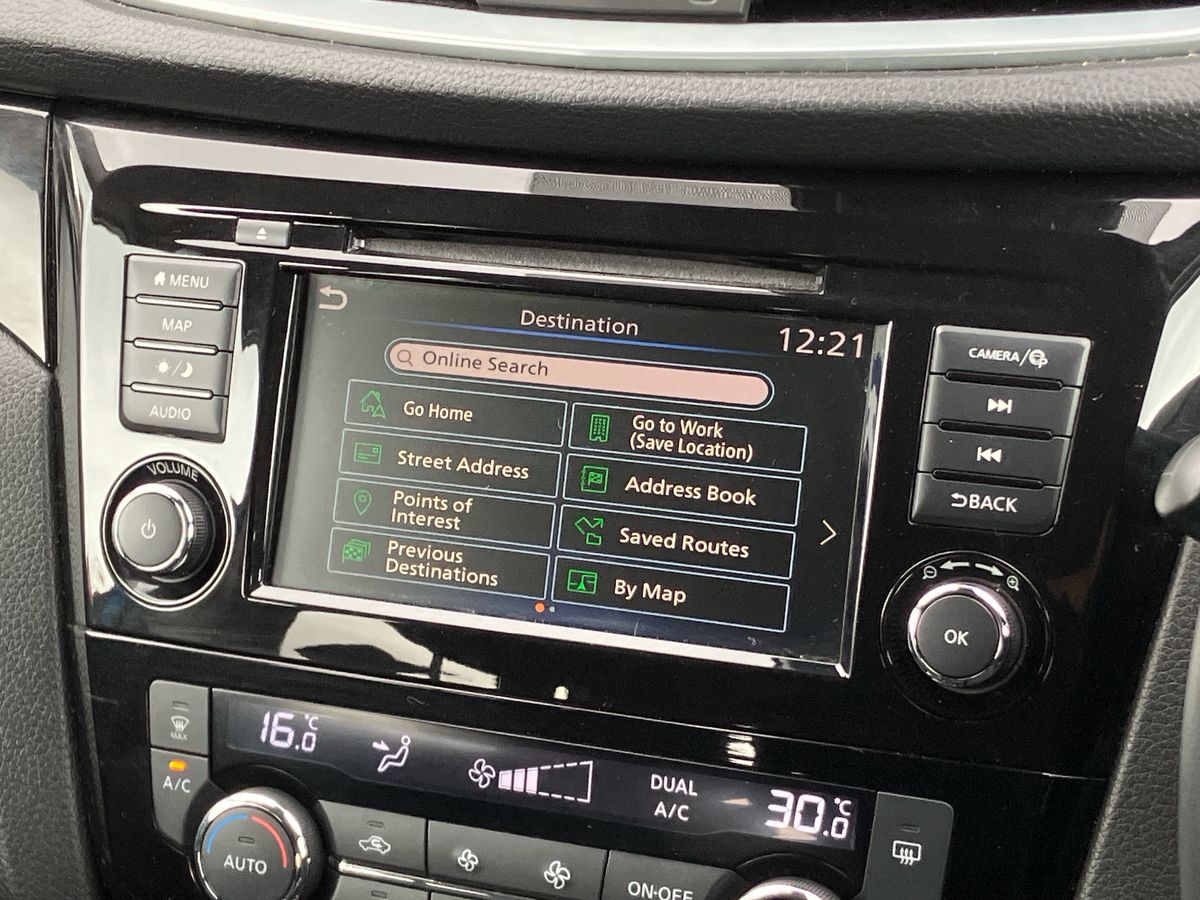 MENU
MAP
AUDIO
VOLUME
Destination
12:21
Online Search
Go Home
Go to Work
(Save Location)
Street Address
Address Book
Points of
Interest
Saved Routes
Previous
Destinations
By Map
CAMERA/
BACK
OK
MAX
A/C
16.0°C
DUAL
A/C
30.0°C
AUTO
ON·OFF